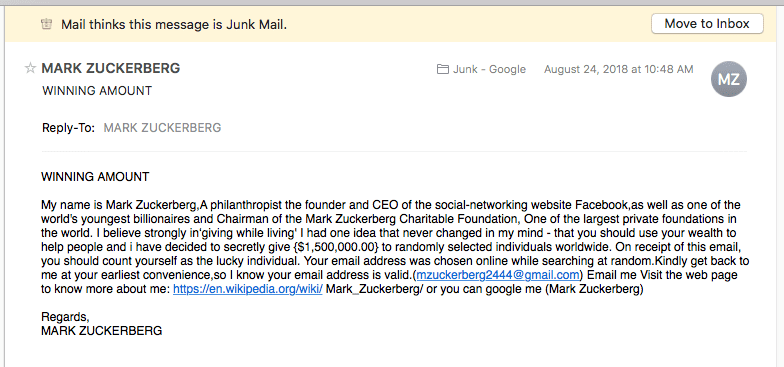 Mail thinks this message is Junk Mail.
Move to Inbox
MARK ZUCKERBERG
Junk - Google
August 24, 2018 at 10:48 AM
MZ
WINNING AMOUNT
Reply-To: MARK ZUCKERBERG
WINNING AMOUNT
My name is Mark Zuckerberg,A philanthropist the founder and CEO of the social-networking website Facebook,as well as one of the
world's youngest billionaires and Chairman of the Mark Zuckerberg Charitable Foundation, One of the largest private foundations in
the world. I believe strongly in'giving while living' I had one idea that never changed in my mind - that you should use your wealth to
help people and i have decided to secretly give {$1,500,000.00} to randomly selected individuals worldwide. On receipt of this email,
you should count yourself as the lucky individual. Your email address was chosen online while searching at random.Kindly get back to
me at your earliest convenience,so I know your email address is valid.(mzuckerberg2444@gmail.com) Email me Visit the web page
to know more about me: https://en.wikipedia.org/wiki/ Mark_Zuckerberg/ or you can google me (Mark Zuckerberg)
Regards,
MARK ZUCKERBERG